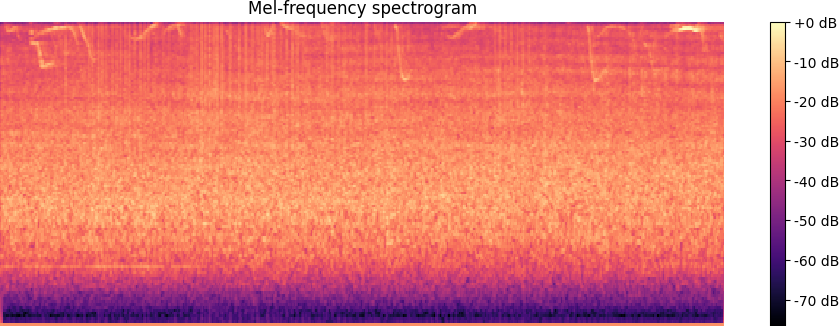 Mel-frequency spectrogram
+0 dB
-10 dB
-20 dB
-30 dB
-40 dB
-50 dB
-60 dB
-70 dB